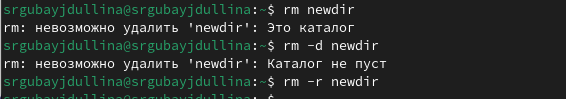 srgubayjdullina@srgubayjdullina:~$ rm newdir
rm: невозможно удалить 'newdir': Это каталог
srgubayjdullina@srgubayjdullina:~$ rm -d newdir
rm: невозможно удалить 'newdir': Каталог не пуст
srgubayjdullina@srgubayjdullina:~$ rm -r newdir
srgubayjdullina@srgubayjdullina:~$